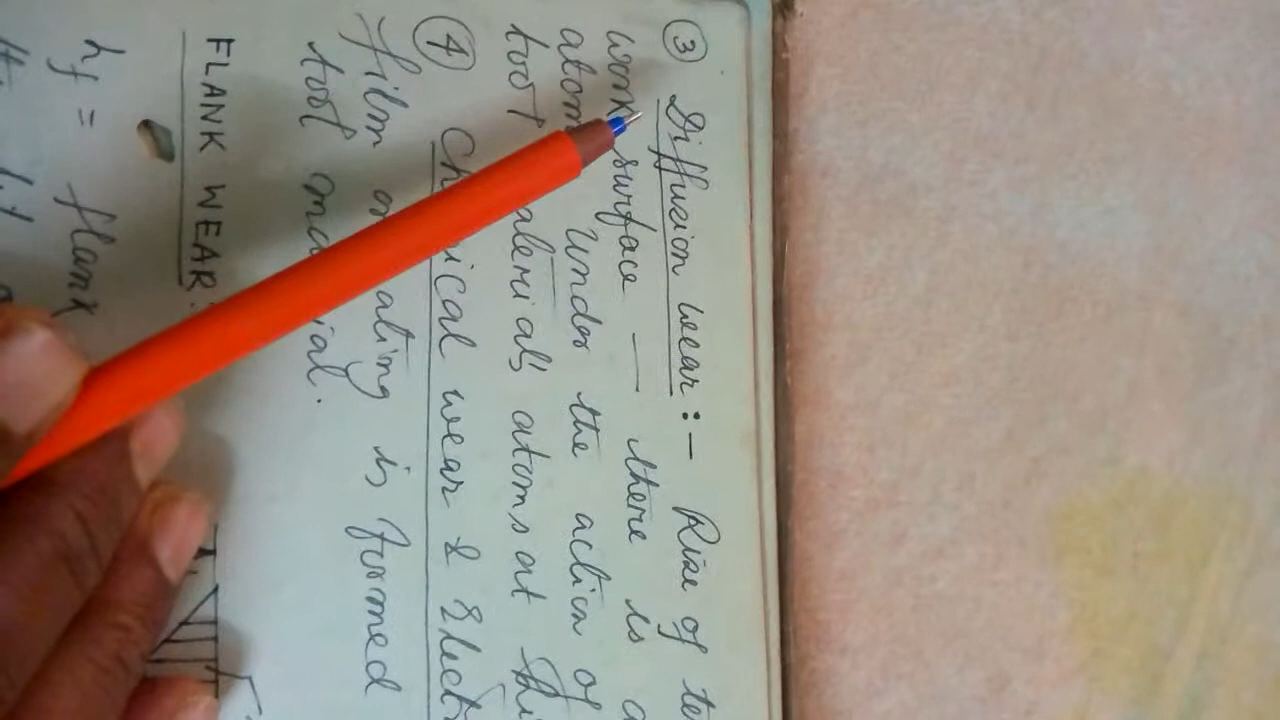 ③ Diffusion wear :- Rise of te
work surface — there is a
atom under the action of
tool materials atoms at
④ Chemical wear & Elect
film or coating is formed
tool material.
FLANK WEAR:
hf = flank